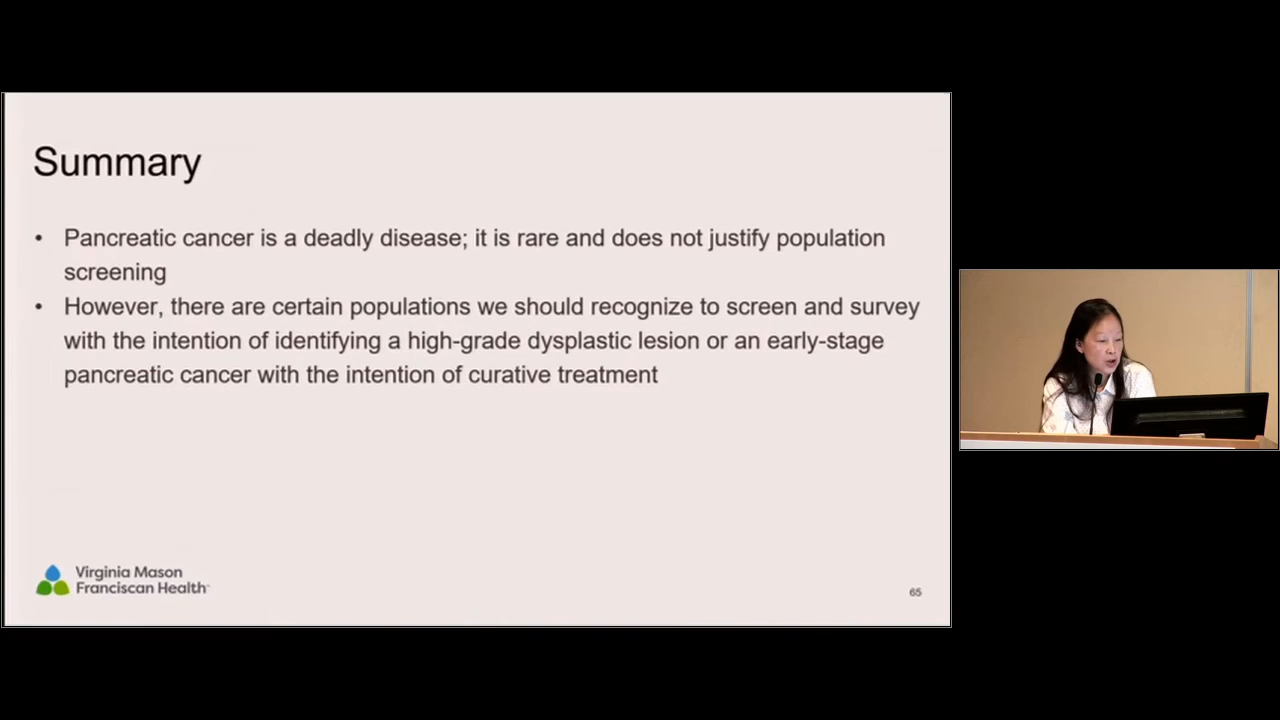 Summary
• Pancreatic cancer is a deadly disease; it is rare and does not justify population
screening
• However, there are certain populations we should recognize to screen and survey
with the intention of identifying a high-grade dysplastic lesion or an early-stage
pancreatic cancer with the intention of curative treatment
Virginia Mason
Franciscan Health
65